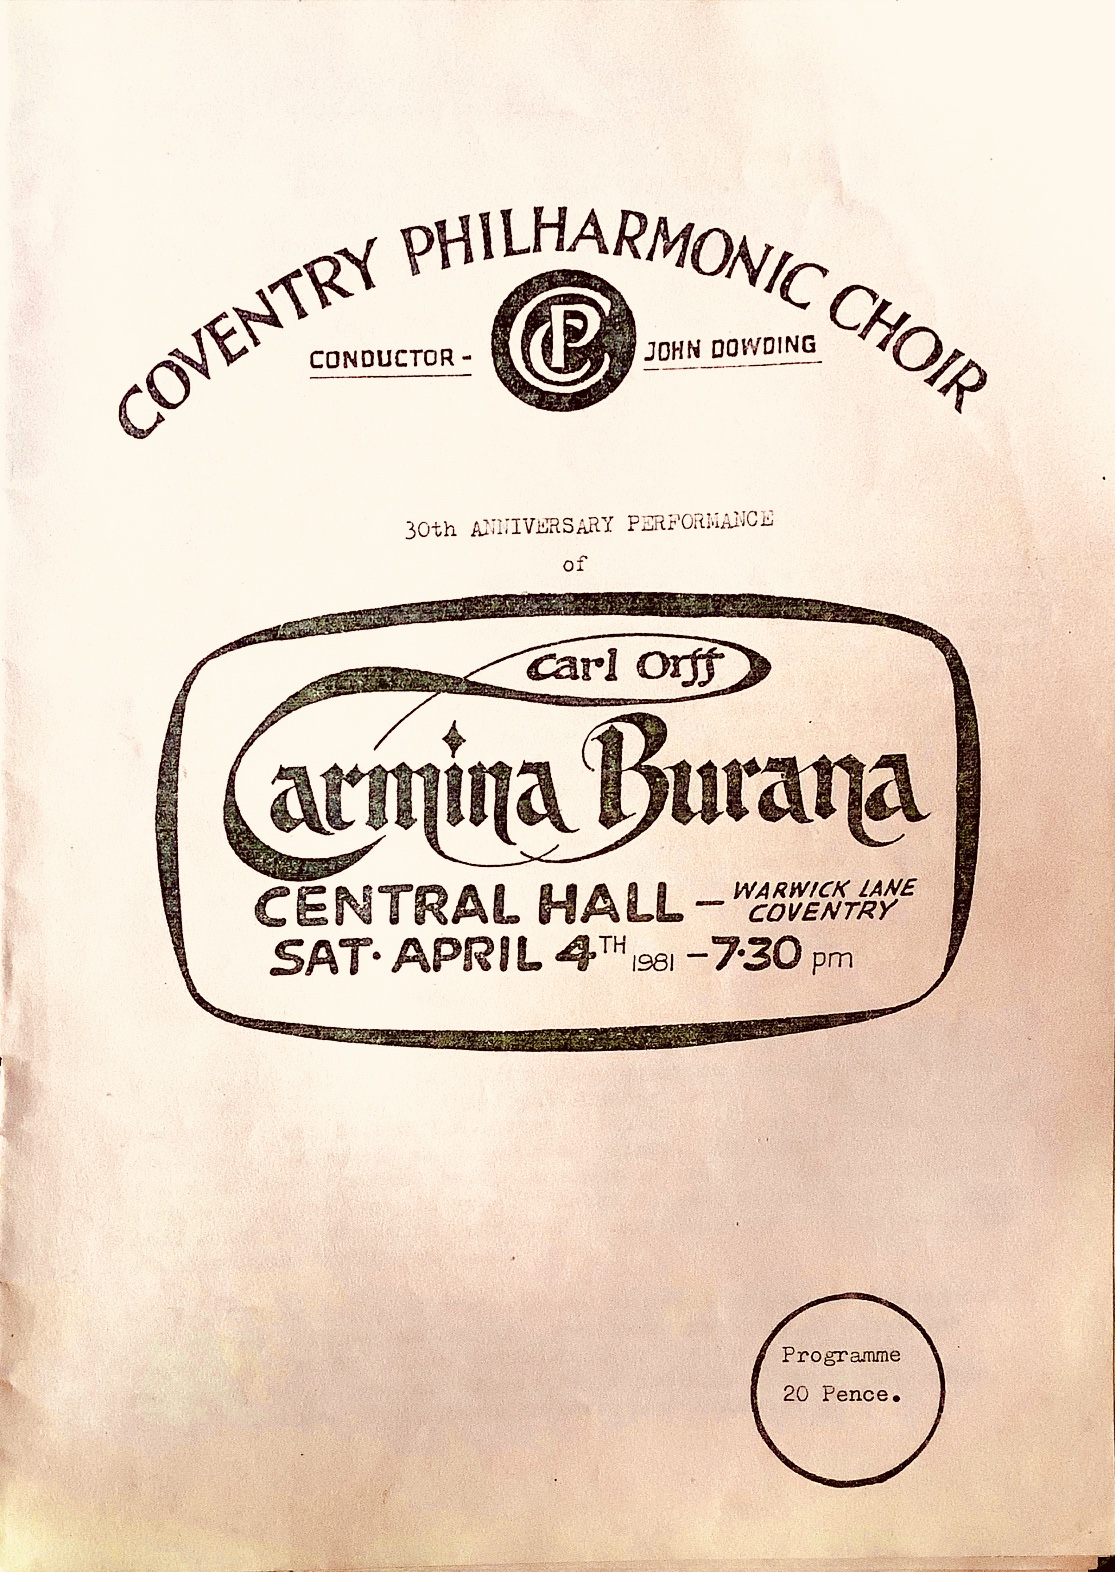 COVENTRY PHILHARMONIC CHOIR
CONDUCTOR - CPC JOHN DOWDING
30th ANNIVERSARY PERFORMANCE
of
Carl Orff
Carmina Burana
CENTRAL HALL – WARWICK LANE
COVENTRY
SAT· APRIL 4TH 1981 – 7·30 pm
Programme
20 Pence.